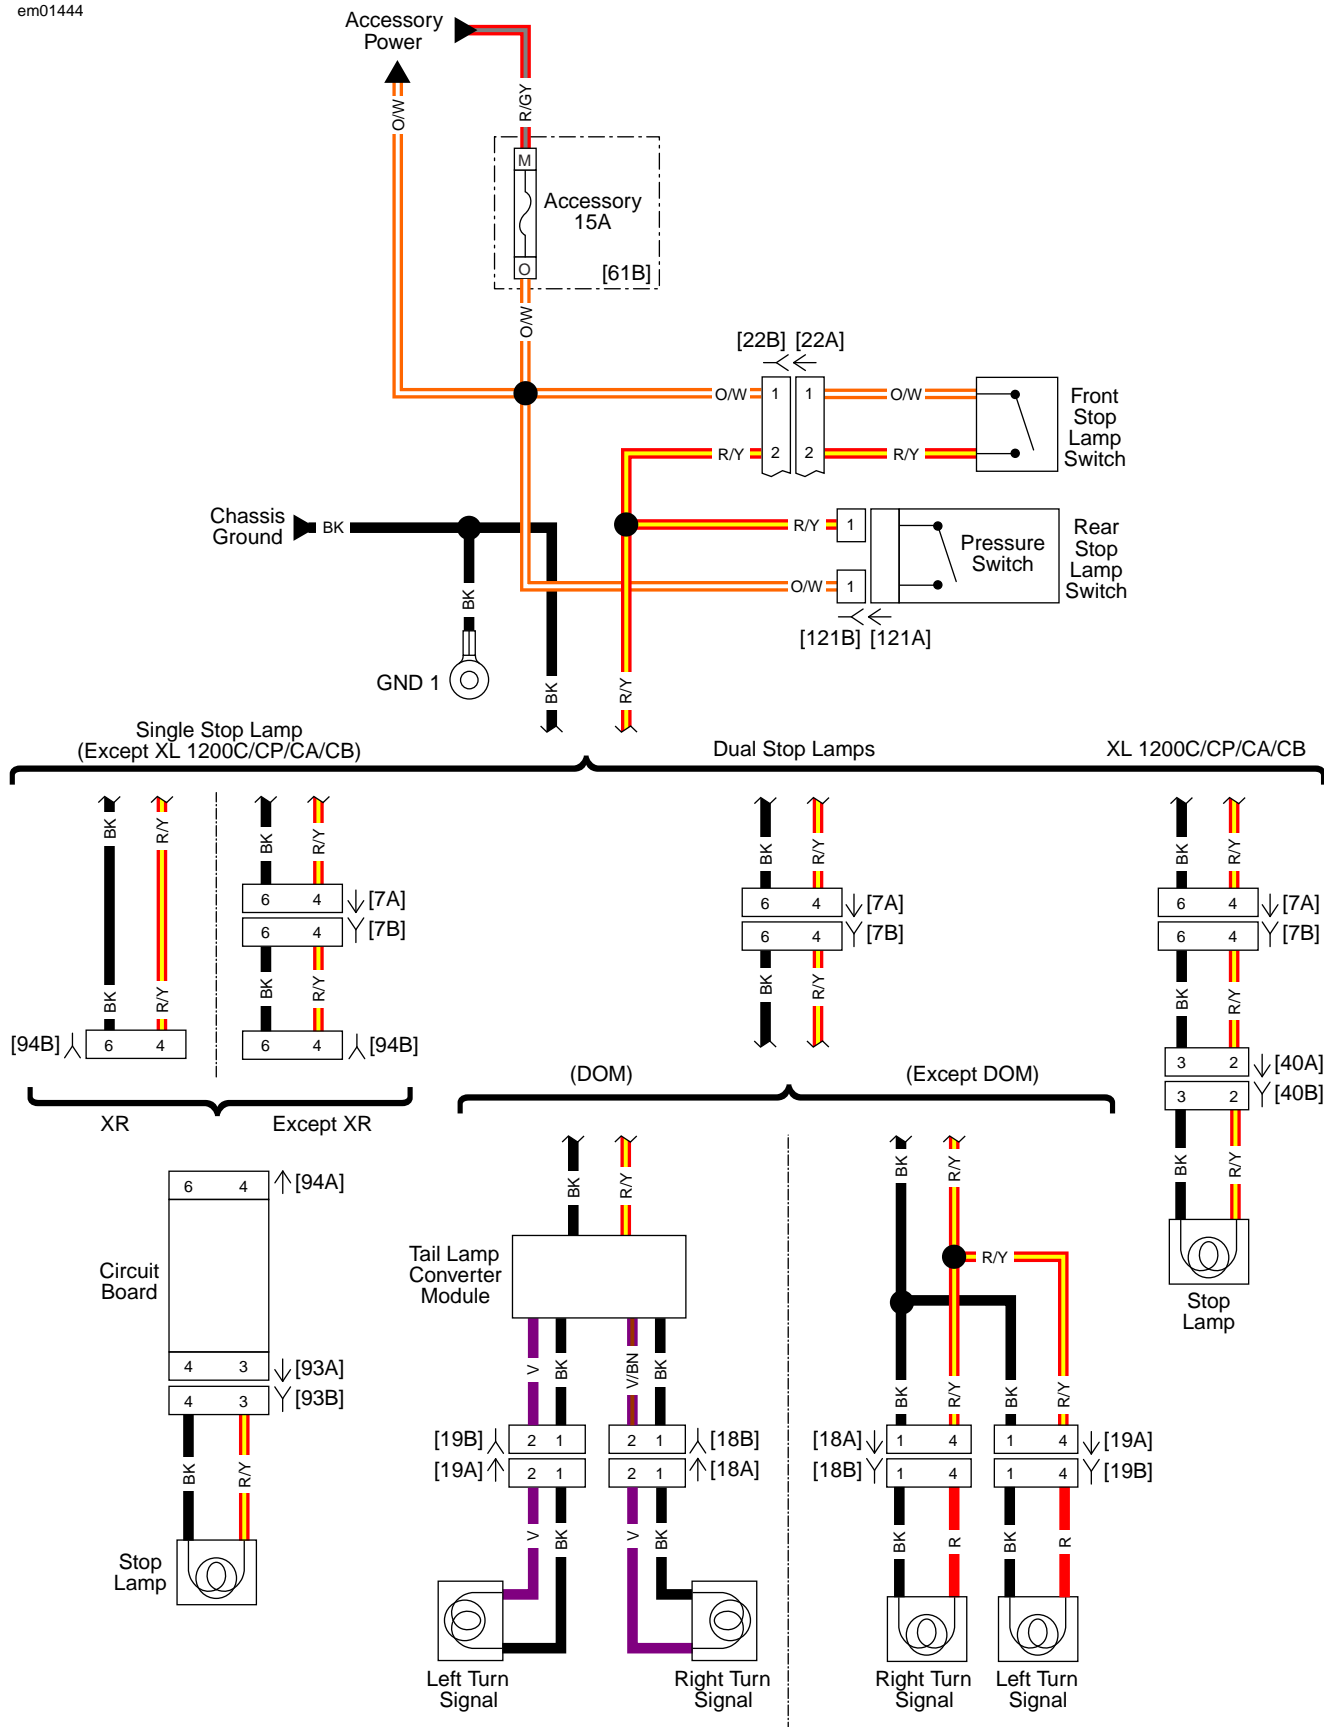 em01444
Accessory
Power
O/W
R/GY
M
Accessory
15A
O
[61B]
O/W
[22B] [22A]
O/W 1 1 O/W
R/Y 2 2 R/Y
Front
Stop
Lamp
Switch
Chassis
Ground
BK
BK
GND 1
R/Y 1
O/W 1
Pressure
Switch
Rear
Stop
Lamp
Switch
[121B] [121A]
BK
R/Y
Single Stop Lamp
(Except XL 1200C/CP/CA/CB)
Dual Stop Lamps
XL 1200C/CP/CA/CB
BK R/Y BK R/Y
6 4 [7A]
6 4 [7B]
BK R/Y BK R/Y
[94B] 6 4
6 4 [94B]
XR
Except XR
BK R/Y
6 4 [7A]
6 4 [7B]
BK R/Y
BK R/Y
6 4 [7A]
6 4 [7B]
BK R/Y
3 2 [40A]
3 2 [40B]
BK R/Y
Stop
Lamp
(DOM)
(Except DOM)
6 4 [94A]
Circuit
Board
4 3 [93A]
4 3 [93B]
BK R/Y
Stop
Lamp
BK R/Y
Tail Lamp
Converter
Module
V BK V/BN BK
[19B] 2 1 2 1 [18B]
[19A] 2 1 2 1 [18A]
V BK V BK
Left Turn
Signal
Right Turn
Signal
BK R/Y
R/Y
BK R/Y BK R/Y
[18A] 1 4 1 4 [19A]
[18B] 1 4 1 4 [19B]
BK R BK R
Right Turn
Signal
Left Turn
Signal